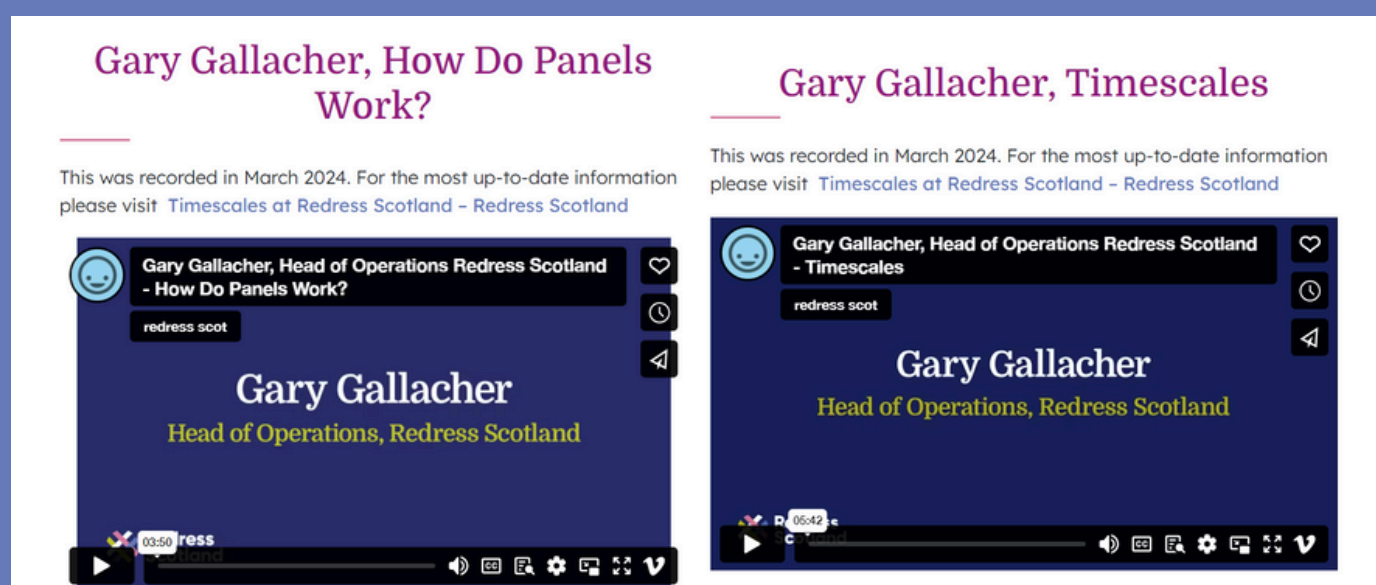 Gary Gallacher, How Do Panels
Work?
This was recorded in March 2024. For the most up-to-date information
please visit Timescales at Redress Scotland – Redress Scotland
Gary Gallacher, Head of Operations Redress Scotland
- How Do Panels Work?
redress scot
Gary Gallacher
Head of Operations, Redress Scotland
03:50
CC
Gary Gallacher, Timescales
This was recorded in March 2024. For the most up-to-date information
please visit Timescales at Redress Scotland – Redress Scotland
Gary Gallacher, Head of Operations Redress Scotland
- Timescales
redress scot
Gary Gallacher
Head of Operations, Redress Scotland
05:42
CC